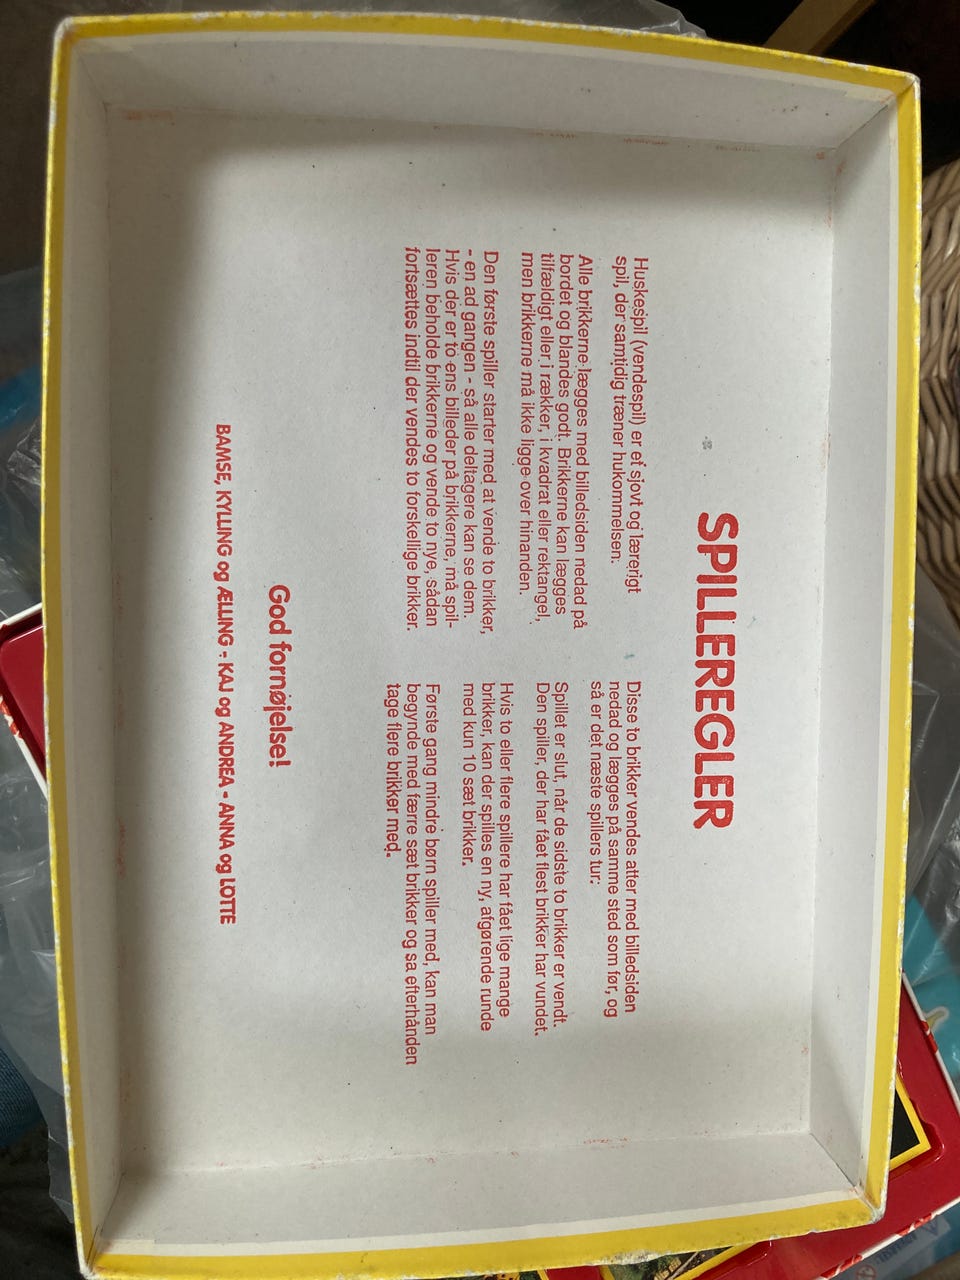 SPILLEREGLER
Huskespil (vendespil) er et sjovt og lærerigt
spil, der samtidig træner hukommelsen.
Alle brikkerne lægges med billedsiden nedad på
bordet og blandes godt. Brikkerne kan lægges
tilfældigt eller i rækker, i kvadrat eller rektangel,
men brikkerne må ikke ligge over hinanden.
Den første spiller starter med at vende to brikker,
- en ad gangen - så alle deltagere kan se dem.
Hvis der er to ens billeder på brikkerne, må spil-
leren beholde brikkerne og vende to nye, sådan
fortsættes indtil der vendes to forskellige brikker.
Disse to brikker vendes atter med billedsiden
nedad og lægges på samme sted som før, og
så er det næste spillers tur.
Spillet er slut, når de sidste to brikker er vendt.
Den spiller, der har fået flest brikker har vundet.
Hvis to eller flere spillere har fået lige mange
brikker, kan der spilles en ny, afgørende runde
med kun 10 sæt brikker.
Første gang mindre børn spiller med, kan man
begynde med færre sæt brikker og så efterhånden
tage flere brikker med.
God fornøjelse!
BAMSE, KYLLING og ÆLLING - KAJ og ANDREA - ANNA og LOTTE